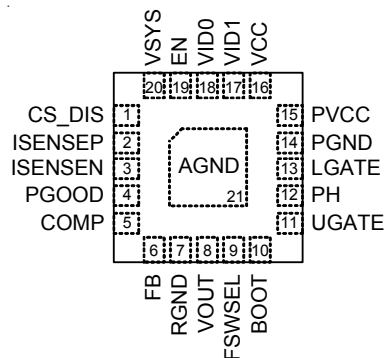 VSYS
EN
VID0
VID1
VCC
20 19 18 17 16
CS_DIS 1
ISENSEP 2
ISENSEN 3
PGOOD 4
COMP 5
AGND
21
15 PVCC
14 PGND
13 LGATE
12 PH
11 UGATE
6 7 8 9 10
FB
RGND
VOUT
FSWSEL
BOOT